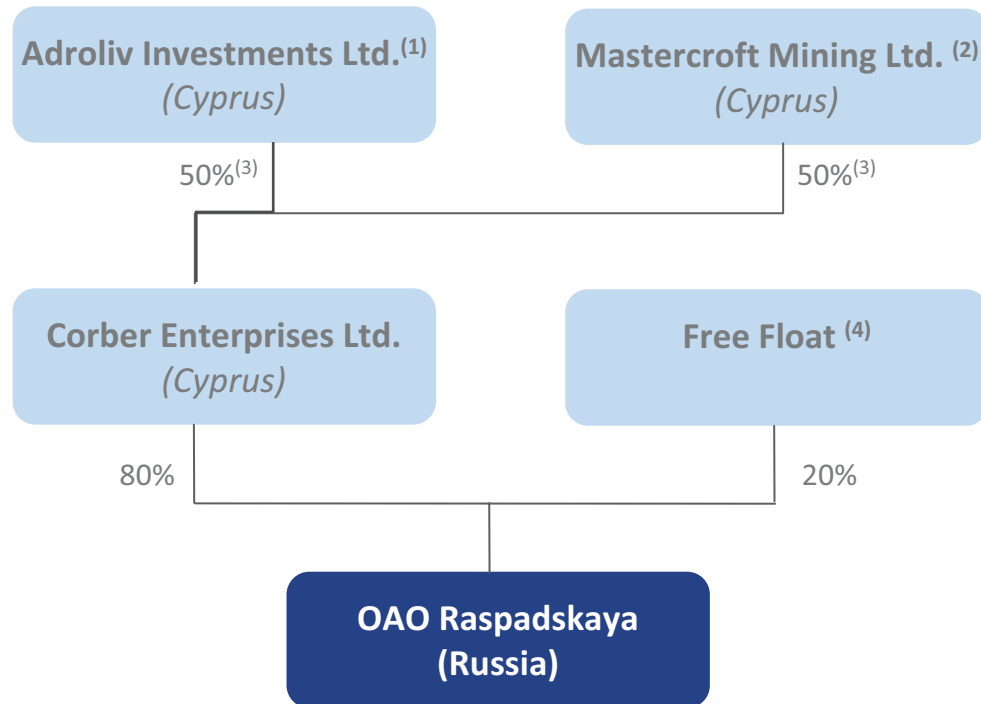 Adroliv Investments Ltd.(1)
(Cyprus)
Mastercroft Mining Ltd. (2)
(Cyprus)
50%(3)
50%(3)
Corber Enterprises Ltd.
(Cyprus)
Free Float (4)
80%
20%
OAO Raspadskaya
(Russia)